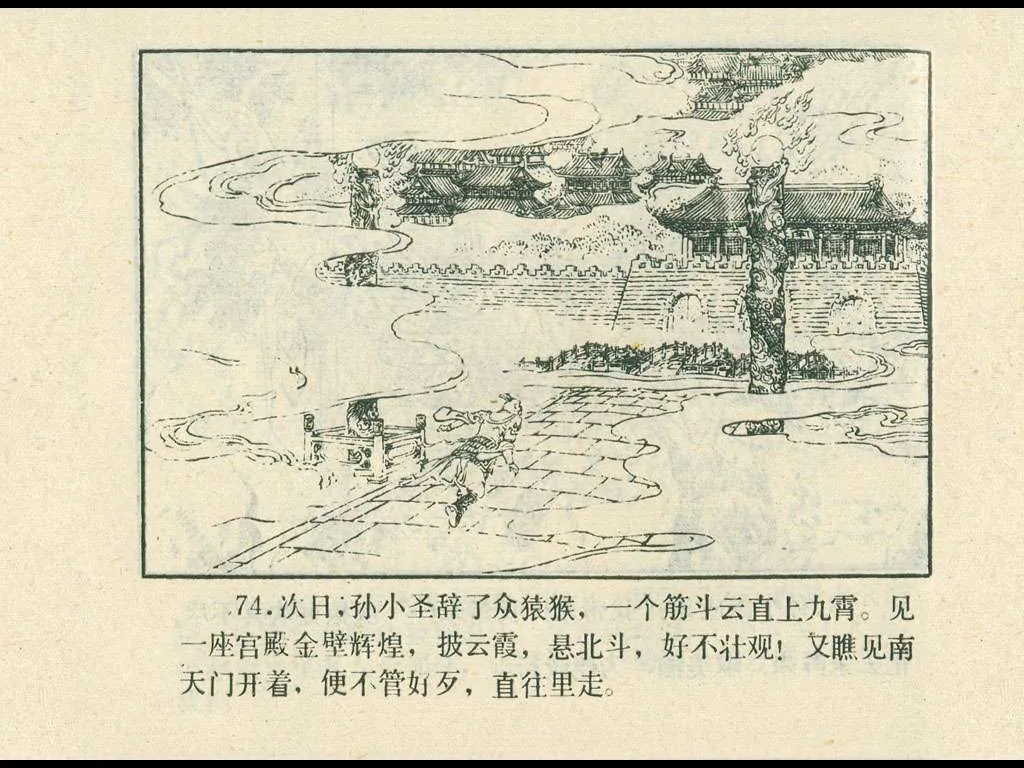 74.次日,孙小圣辞了众猿猴，一个筋斗云直上九霄。见
一座宫殿金壁辉煌，披云霞，悬北斗，好不壮观！又瞧见南
天门开着，便不管好歹，直往里走。